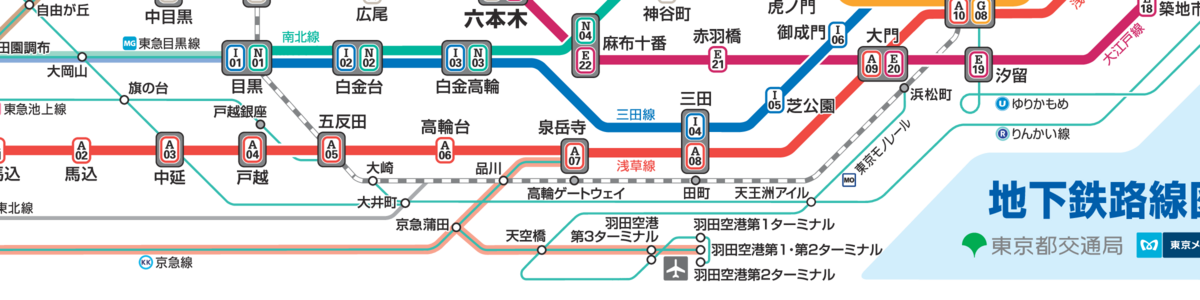 自由が丘
中目黒
広尾
六本木
神谷町
虎ノ門
A
10
G
08
築地市
18
田園調布
MG 東急目黒線
南北線
N
04
E
22
麻布十番
赤羽橋
E
21
御成門
I
06
大門
A
09
E
20
E
19
汐留
大江戸線
大岡山
I
01
N
01
目黒
I
02
N
02
白金台
I
03
N
03
白金高輪
旗の台
東急池上線
戸越銀座
五反田
高輪台
泉岳寺
三田線
三田
I
04
I
05
芝公園
浜松町
U ゆりかもめ
R りんかい線
A
02
馬込
A
03
中延
A
04
戸越
A
05
A
06
A
07
浅草線
A
08
東京モノレール
MO
大崎
品川
高輪ゲートウェイ
田町
天王洲アイル
大井町
東北線
京急蒲田
天空橋
羽田空港
第3ターミナル
羽田空港第1ターミナル
羽田空港第1・第2ターミナル
羽田空港第2ターミナル
KK 京急線
地下鉄路線
東京都交通局
東京メ